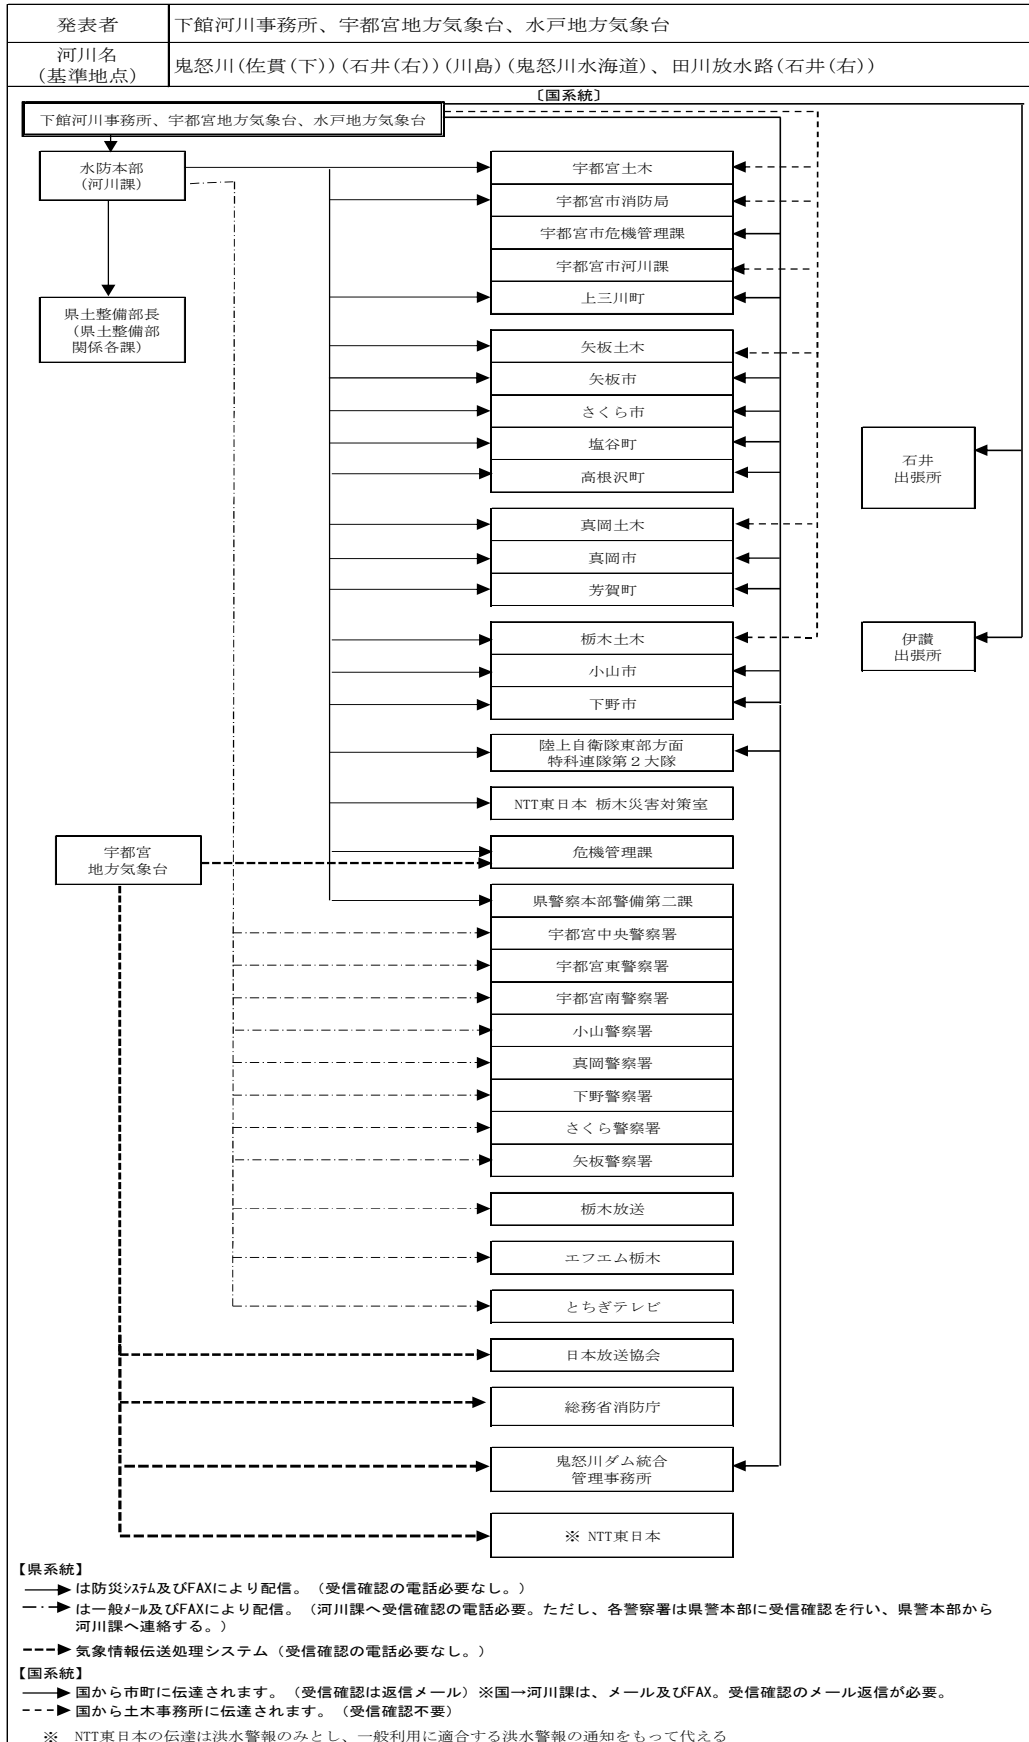 発表者
下館河川事務所、宇都宮地方気象台、水戸地方気象台
河川名
(基準地点)
鬼怒川(佐貫(下))(石井(右))(川島)(鬼怒川水海道)、田川放水路(石井(右))
〔国系統〕
下館河川事務所、宇都宮地方気象台、水戸地方気象台
水防本部
(河川課)
県土整備部長
(県土整備部
関係各課)
宇都宮土木
宇都宮市消防局
宇都宮市危機管理課
宇都宮市河川課
上三川町
矢板土木
矢板市
さくら市
塩谷町
高根沢町
石井
出張所
真岡土木
真岡市
芳賀町
栃木土木
小山市
下野市
伊讃
出張所
陸上自衛隊東部方面
特科連隊第2大隊
NTT東日本 栃木災害対策室
宇都宮
地方気象台
危機管理課
県警察本部警備第二課
宇都宮中央警察署
宇都宮東警察署
宇都宮南警察署
小山警察署
真岡警察署
下野警察署
さくら警察署
矢板警察署
栃木放送
エフエム栃木
とちぎテレビ
日本放送協会
総務省消防庁
鬼怒川ダム統合
管理事務所
※ NTT東日本
【県系統】
は防災ｼｽﾃﾑ及びFAXにより配信。（受信確認の電話必要なし。）
は一般ﾒｰﾙ及びFAXにより配信。（河川課へ受信確認の電話必要。ただし、各警察署は県警本部に受信確認を行い、県警本部から
河川課へ連絡する。）
気象情報伝送処理システム（受信確認の電話必要なし。）
【国系統】
国から市町に伝達されます。（受信確認は返信メール）※国→河川課は、メール及びFAX。受信確認のメール返信が必要。
国から土木事務所に伝達されます。（受信確認不要）
※　NTT東日本の伝達は洪水警報のみとし、一般利用に適合する洪水警報の通知をもって代える